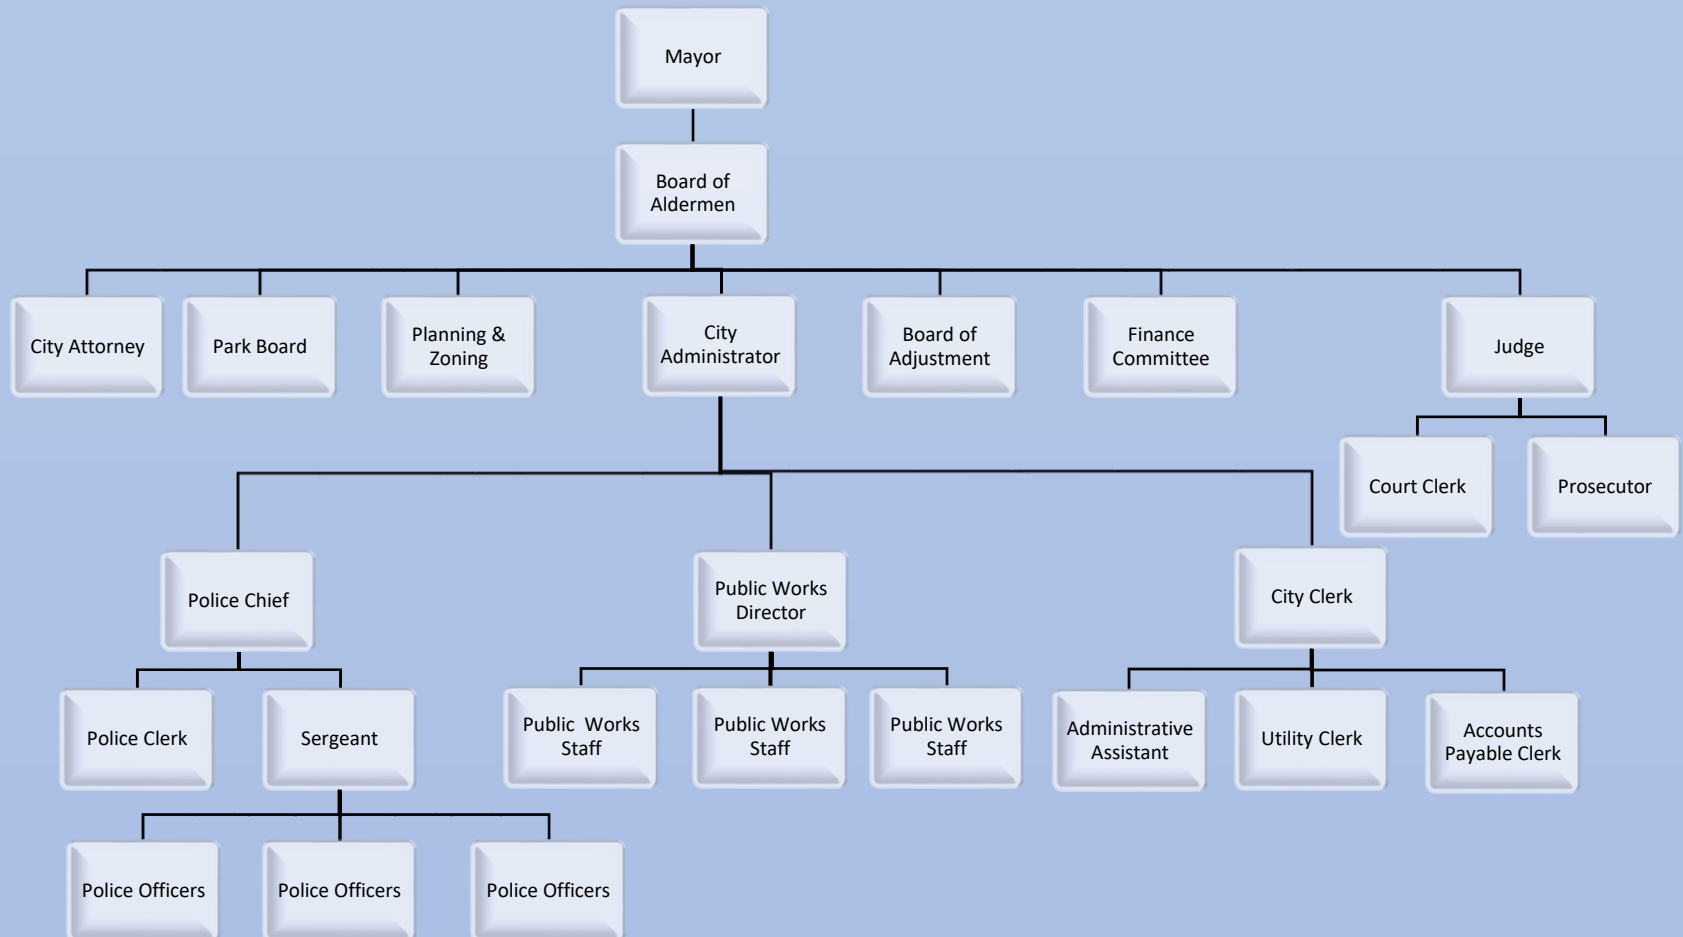 Mayor
Board of
Aldermen
City Attorney
Park Board
Planning &
Zoning
City
Administrator
Board of
Adjustment
Finance
Committee
Judge
Court Clerk
Prosecutor
Police Chief
Public Works
Director
City Clerk
Police Clerk
Sergeant
Public  Works
Staff
Public Works
Staff
Public Works
Staff
Administrative
Assistant
Utility Clerk
Accounts
Payable Clerk
Police Officers
Police Officers
Police Officers